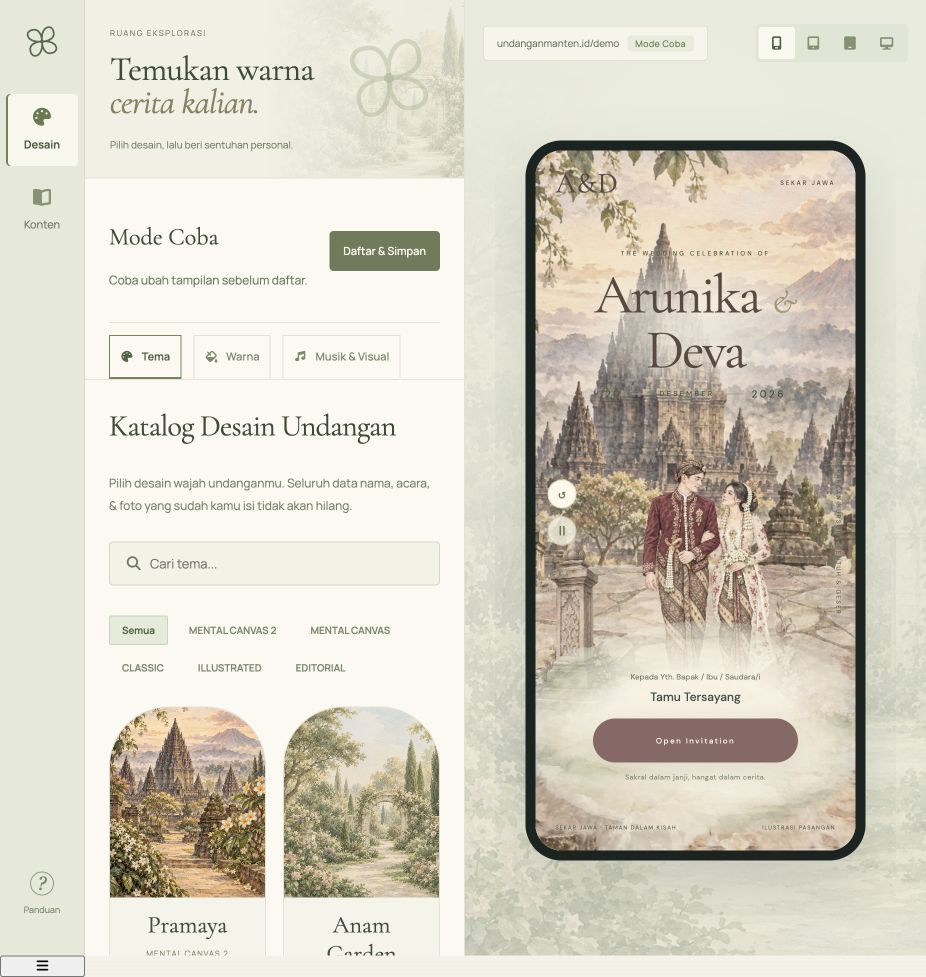 RUANG EKSPLORASI
Temukan warna
cerita kalian.
Pilih desain, lalu beri sentuhan personal.
Desain
Konten
Mode Coba
Daftar & Simpan
Coba ubah tampilan sebelum daftar.
Tema
Warna
Musik & Visual
Katalog Desain Undangan
Pilih desain wajah undanganmu. Seluruh data nama, acara,
& foto yang sudah kamu isi tidak akan hilang.
Cari tema...
Semua
MENTAL CANVAS 2
MENTAL CANVAS
CLASSIC
ILLUSTRATED
EDITORIAL
Pramaya
MENTAL CANVAS 2
Anam
Garden
?
Panduan
undanganmanten.id/demo
Mode Coba
A&D
SEKAR JAWA
THE WEDDING CELEBRATION OF
Arunika &
Deva
DESEMBER
2026
Kepada Yth. Bapak / Ibu / Saudara/i
Tamu Tersayang
Open Invitation
Sakral dalam janji, hangat dalam cerita.
SEKAR JAWA · TAMAN DALAM KISAH
ILUSTRASI PASANGAN